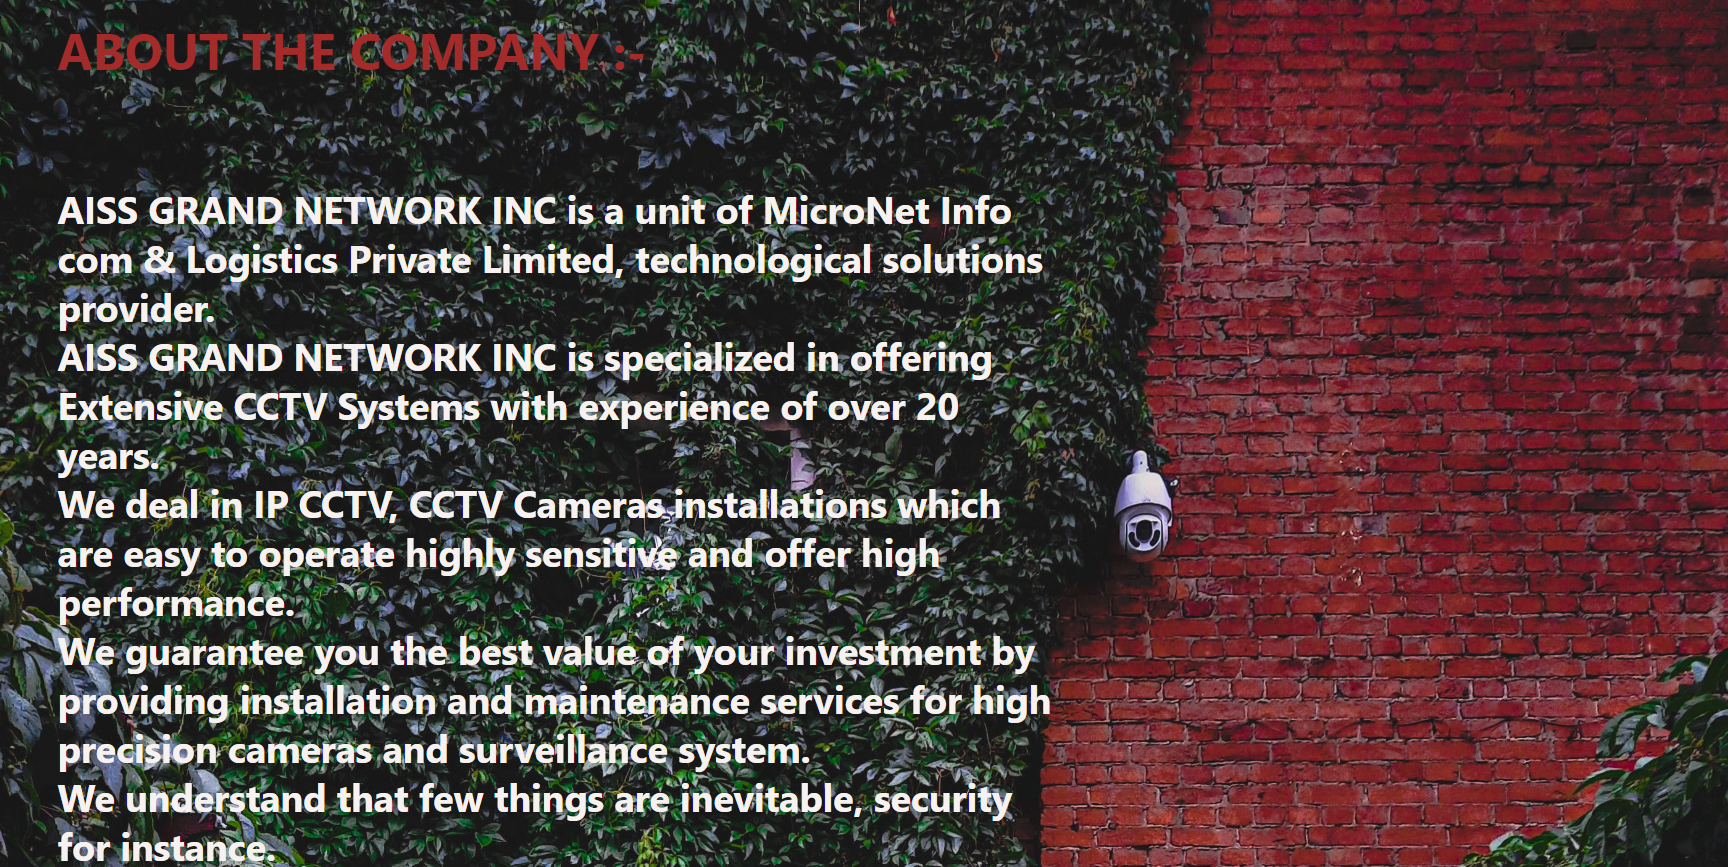 ABOUT THE COMPANY :-
AISS GRAND NETWORK INC is a unit of MicroNet Info
com & Logistics Private Limited, technological solutions
provider.
AISS GRAND NETWORK INC is specialized in offering
Extensive CCTV Systems with experience of over 20
years.
We deal in IP CCTV, CCTV Cameras installations which
are easy to operate highly sensitive and offer high
performance.
We guarantee you the best value of your investment by
providing installation and maintenance services for high
precision cameras and surveillance system.
We understand that few things are inevitable, security
for instance.